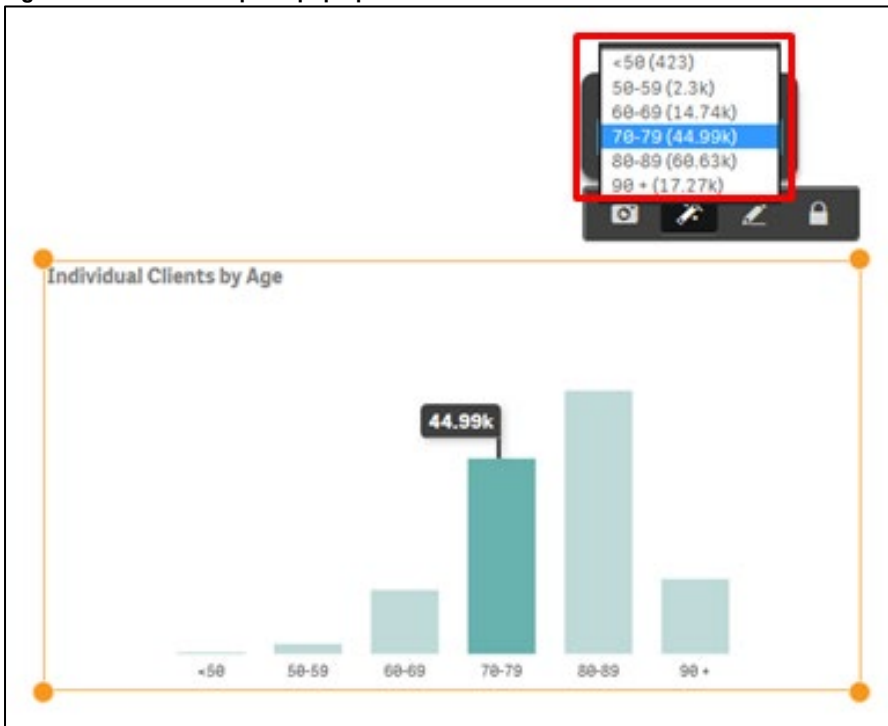 <50 (423)
50-59 (2.3k)
60-69 (14.74k)
70-79 (44.99k)
80-89 (60.63k)
90 + (17.27k)
Individual Clients by Age
44.99k
<50 50-59 60-69 70-79 80-89 90 +